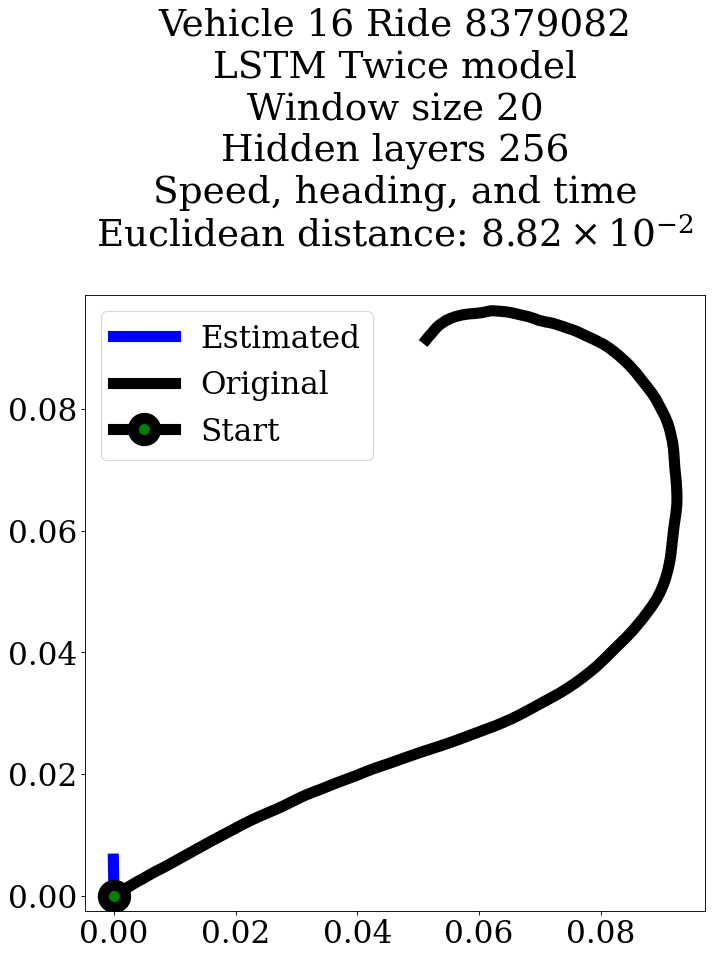 Vehicle 16 Ride 8379082
LSTM Twice model
Window size 20
Hidden layers 256
Speed, heading, and time
Euclidean distance: 8.82 × 10⁻²
Estimated
Original
Start
0.08
0.06
0.04
0.02
0.00
0.00 0.02 0.04 0.06 0.08